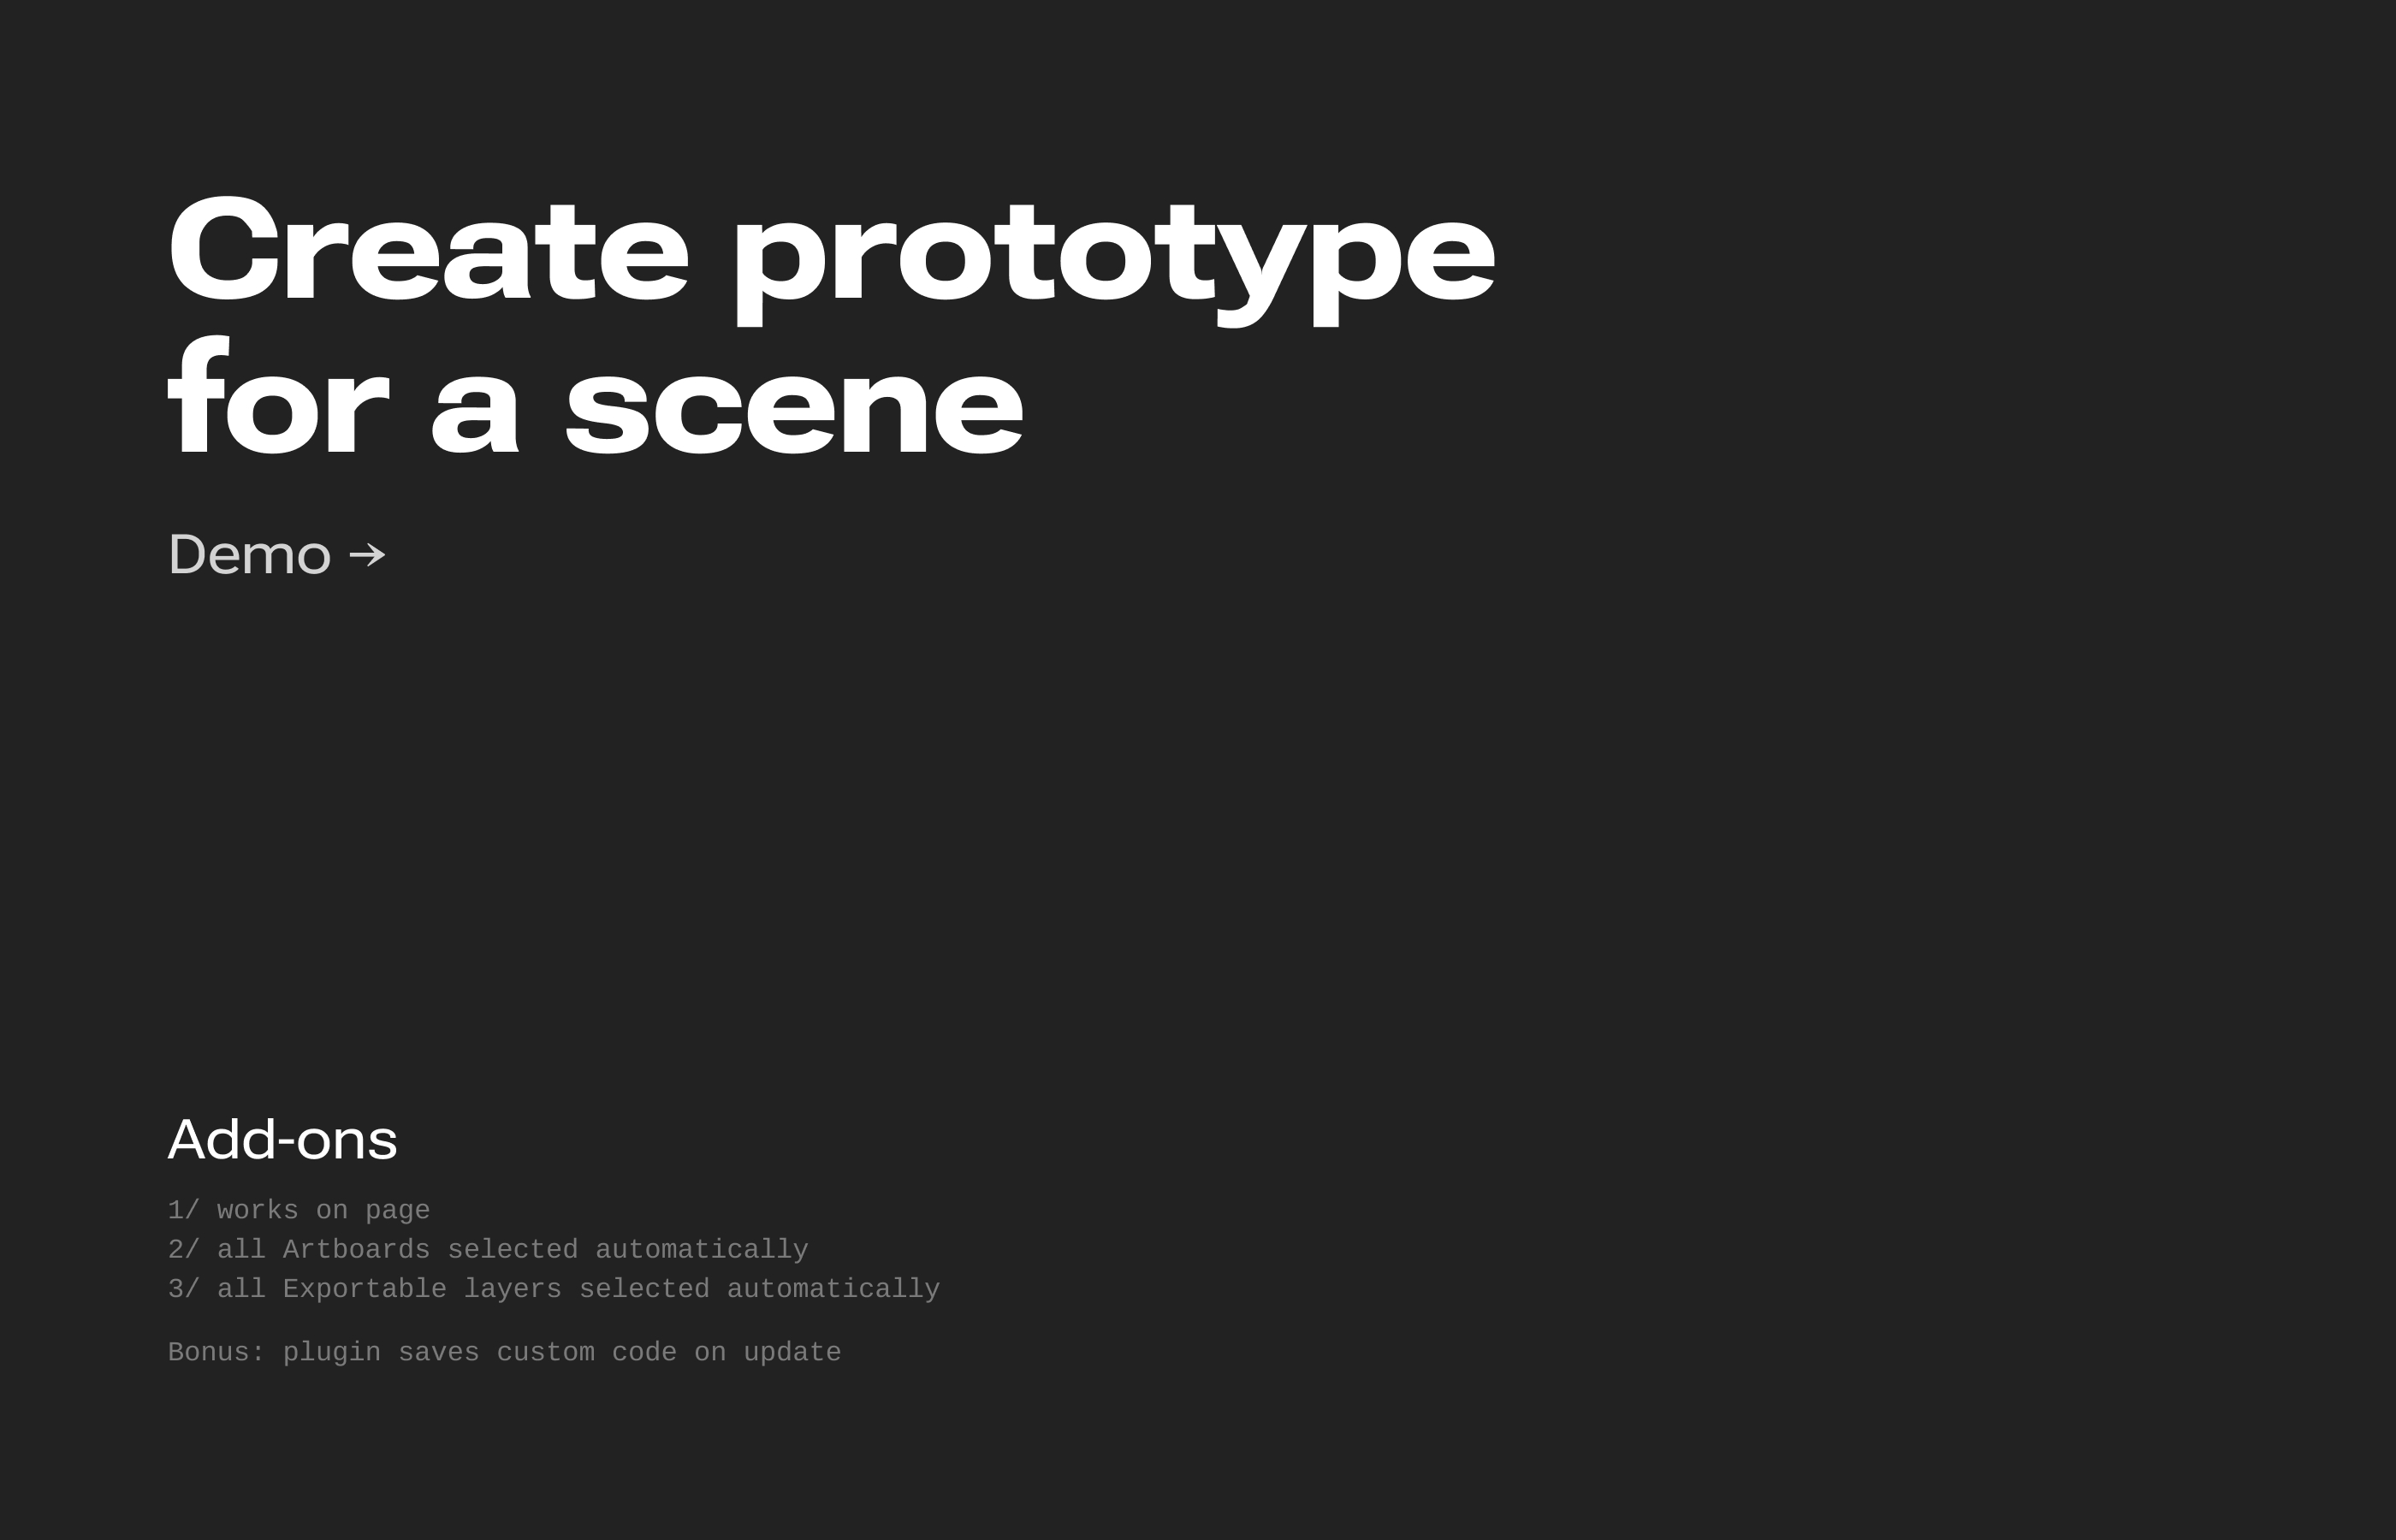 Create prototype
for a scene
Demo →
Add-ons
1/ works on page
2/ all Artboards selected automatically
3/ all Exportable layers selected automatically
Bonus: plugin saves custom code on update